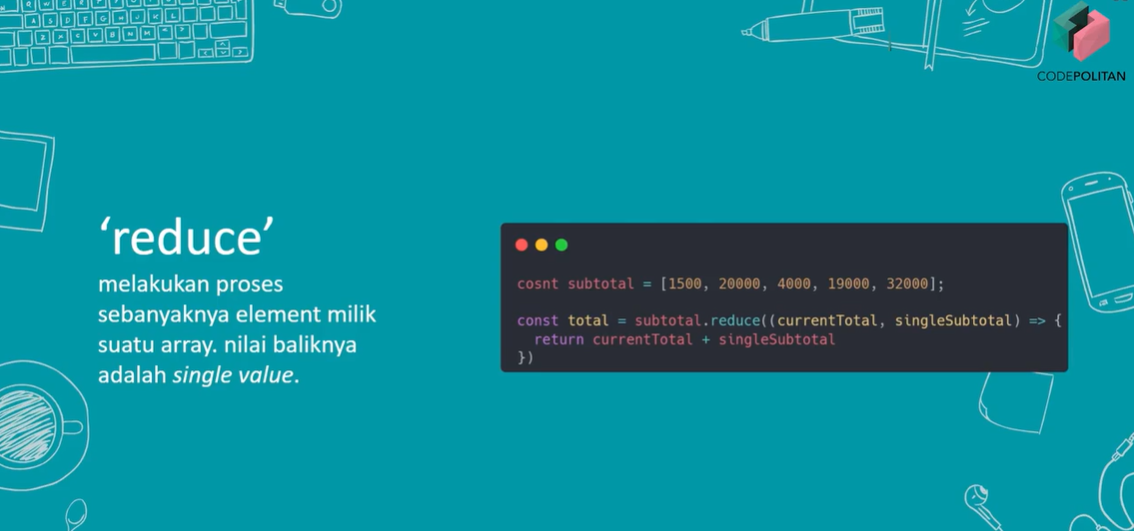 CODEPOLITAN
‘reduce’
melakukan proses
sebanyaknya element milik
suatu array. nilai baliknya
adalah single value.
cosnt subtotal = [1500, 20000, 4000, 19000, 32000];
const total = subtotal.reduce((currentTotal, singleSubtotal) => {
return currentTotal + singleSubtotal
})